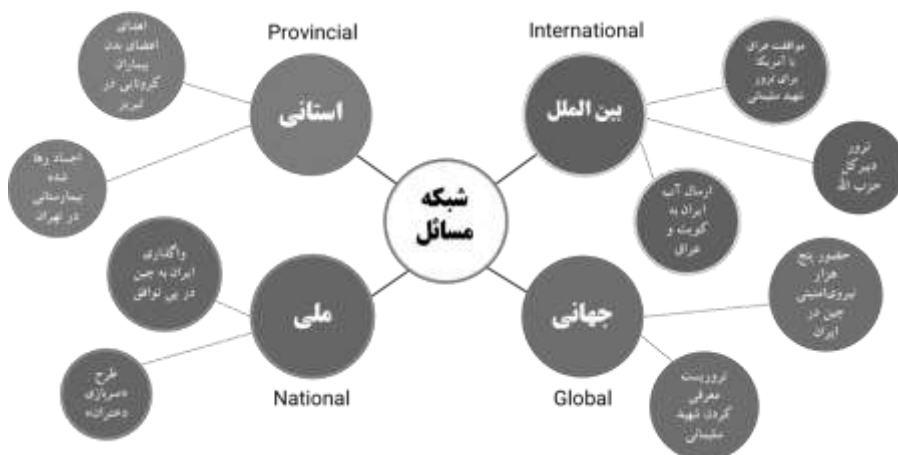 Provincial
International
اهدای
اعضای بدن
بیماران
کرونایی در
تبریز
استانی
اجساد رها
شده
بیمارستانی
در تهران
بین الملل
موافقت عراق
با آمریکا
برای ترور
شهید سلیمانی
ترور
دبیرکل
حزب الله
ارسال آب
ایران به
کویت و
عراق
شبکه
مسائل
واگذاری
ایران به چین
در پی توافق
ملی
طرح
«سربازی
دختران»
جهانی
حضور پنج
هزار
نیروی امنیتی
چین در
ایران
تروریست
معرفی
کردن شهید
سلیمانی
National
Global